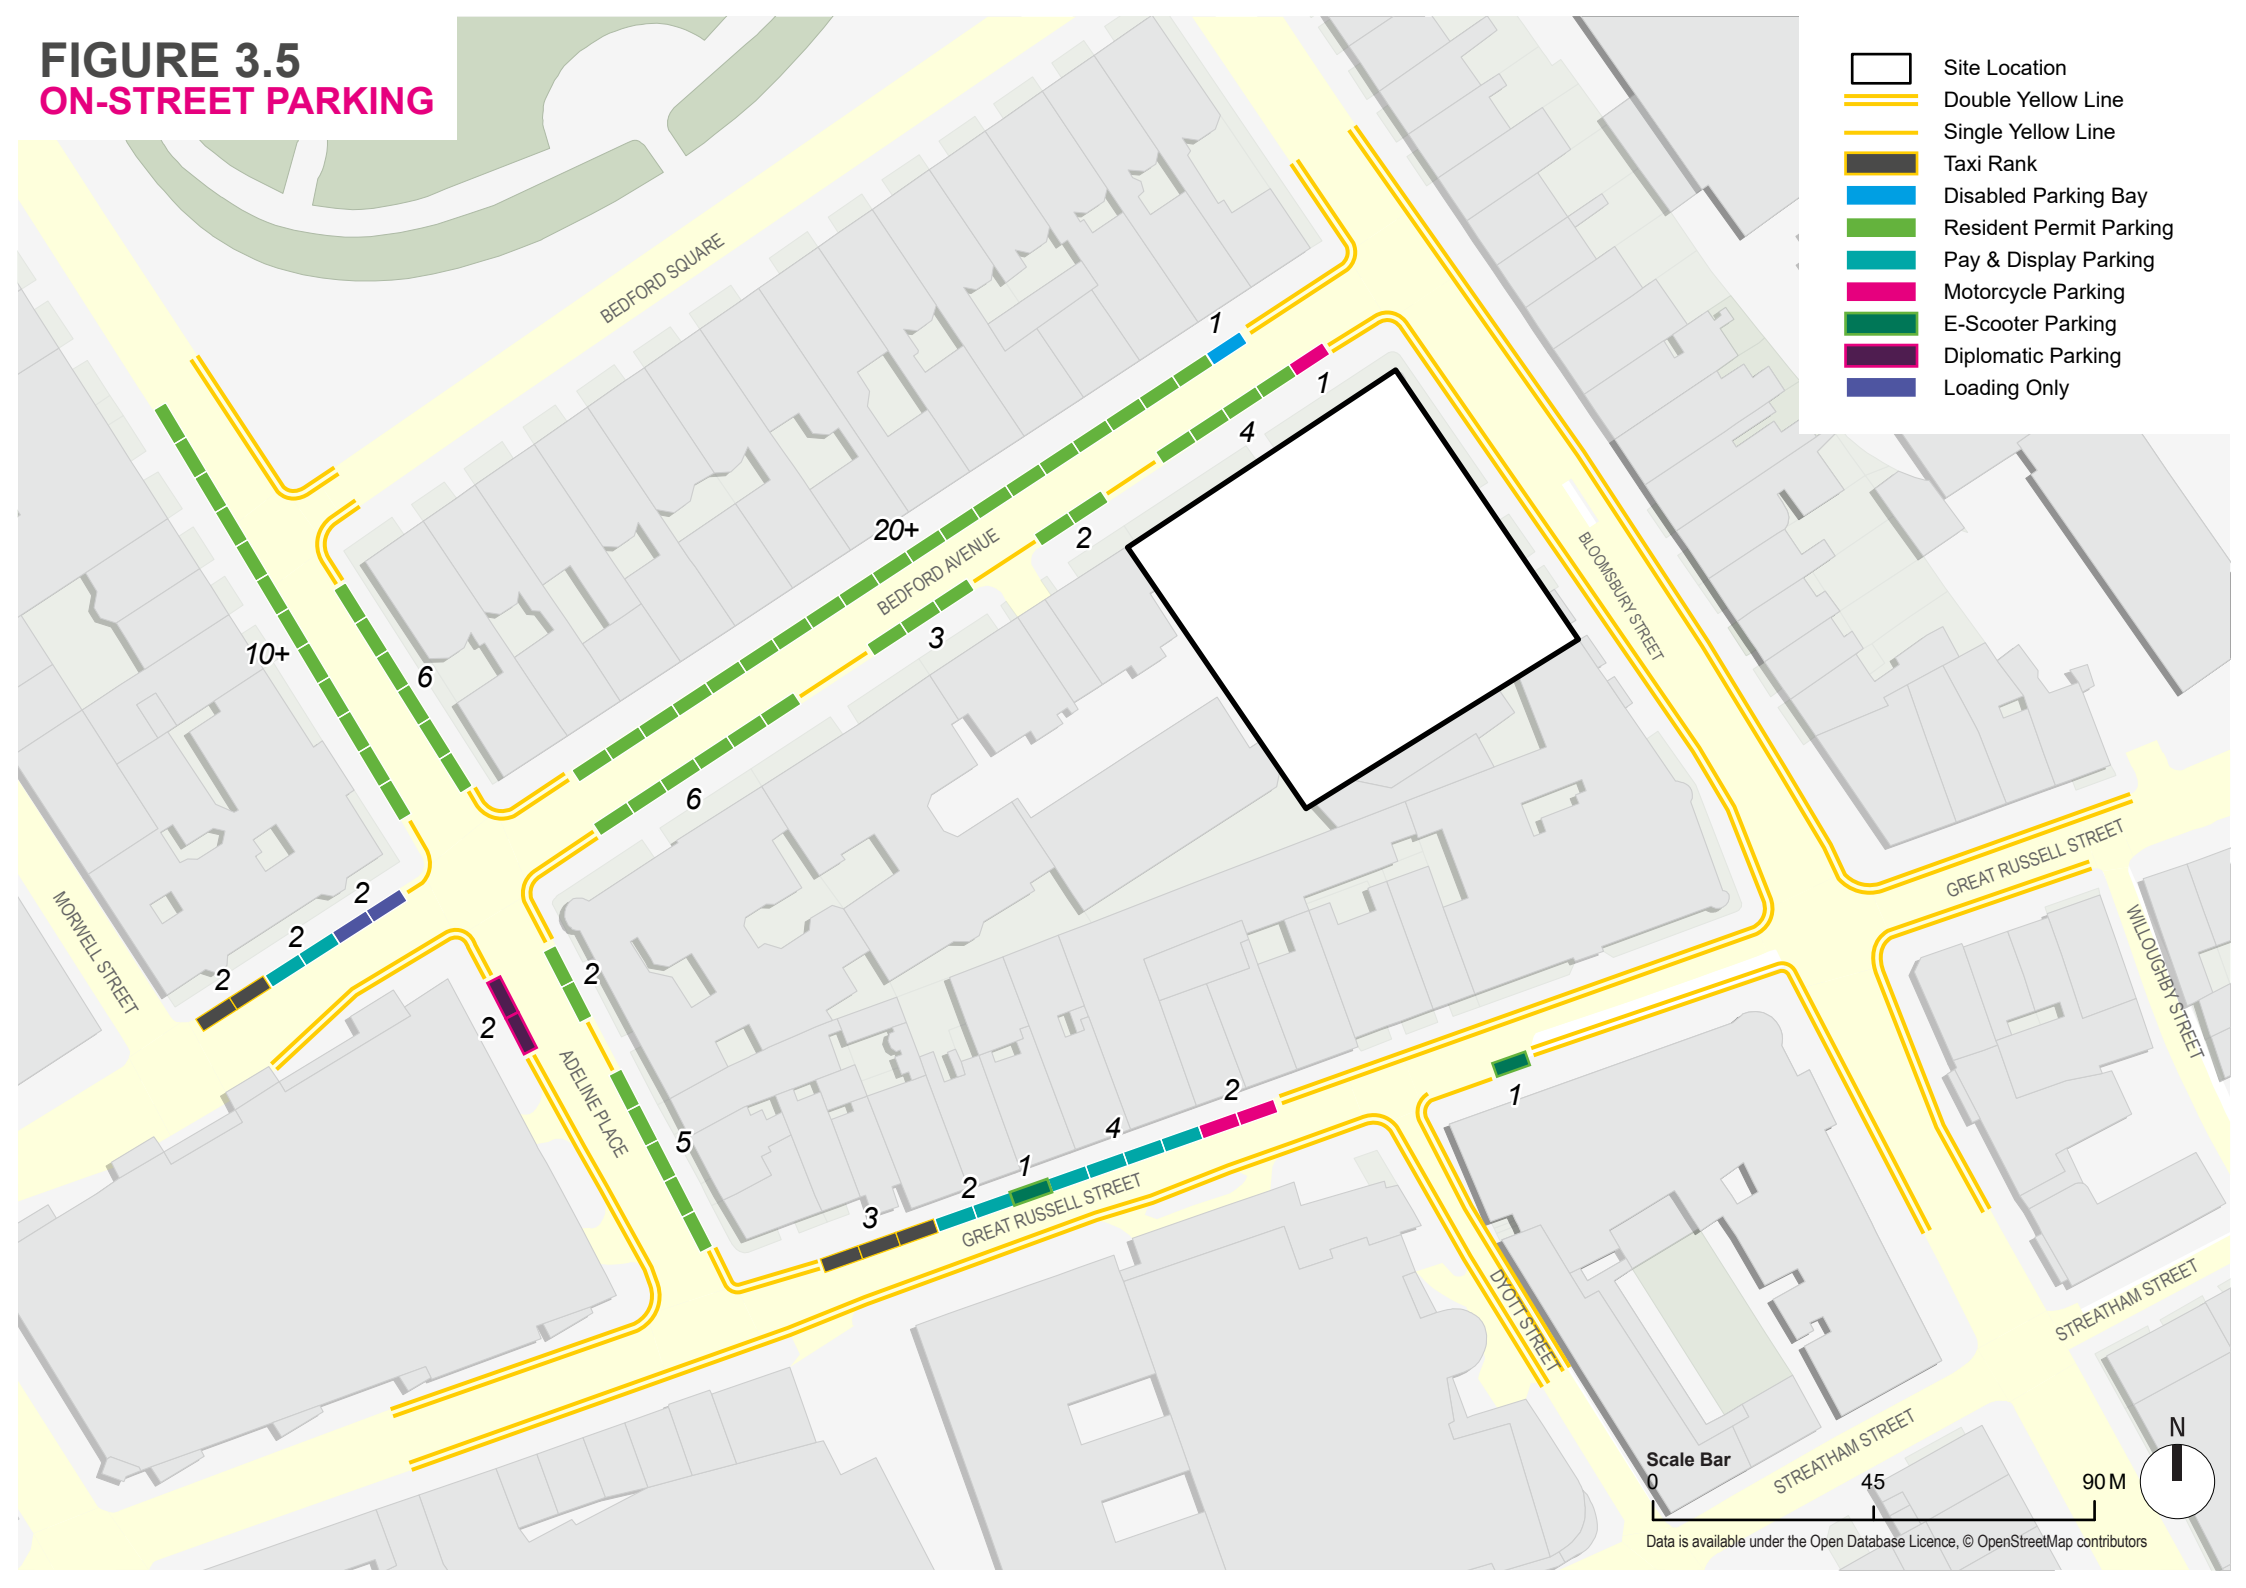 FIGURE 3.5
ON-STREET PARKING
Site Location
Double Yellow Line
Single Yellow Line
Taxi Rank
Disabled Parking Bay
Resident Permit Parking
Pay & Display Parking
Motorcycle Parking
E-Scooter Parking
Diplomatic Parking
Loading Only
BEDFORD SQUARE
1
1
4
20+
2
BEDFORD AVENUE
BLOOMSBURY STREET
3
10+
6
6
GREAT RUSSELL STREET
MORWELL STREET
2
2
2
2
2
WILLOUGHBY STREET
ADELINE PLACE
5
2
1
4
1
2
3
GREAT RUSSELL STREET
DYOTT STREET
STREATHAM STREET
STREATHAM STREET
N
Scale Bar
0 45 90 M
Data is available under the Open Database Licence, © OpenStreetMap contributors